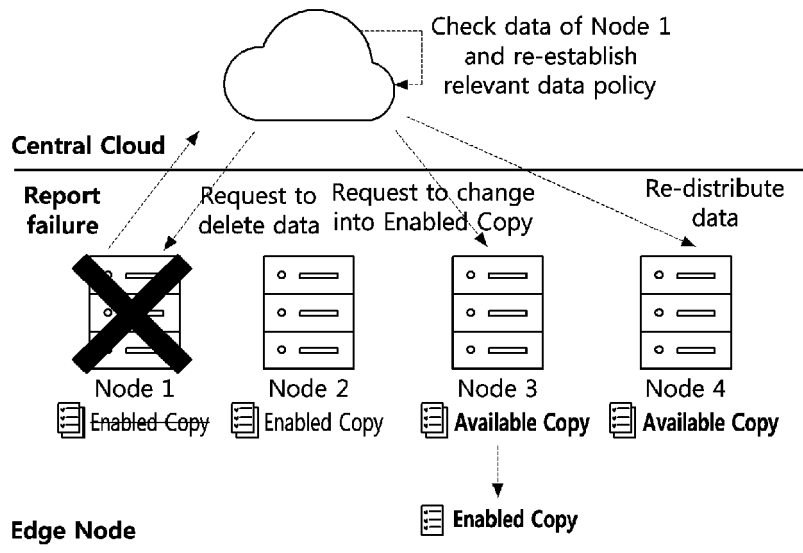 Check data of Node 1
and re-establish
relevant data policy
Central Cloud
Report
failure
Request to
delete data
Request to change
into Enabled Copy
Re-distribute
data
Node 1
Enabled Copy
Node 2
Enabled Copy
Node 3
Available Copy
Node 4
Available Copy
Enabled Copy
Edge Node